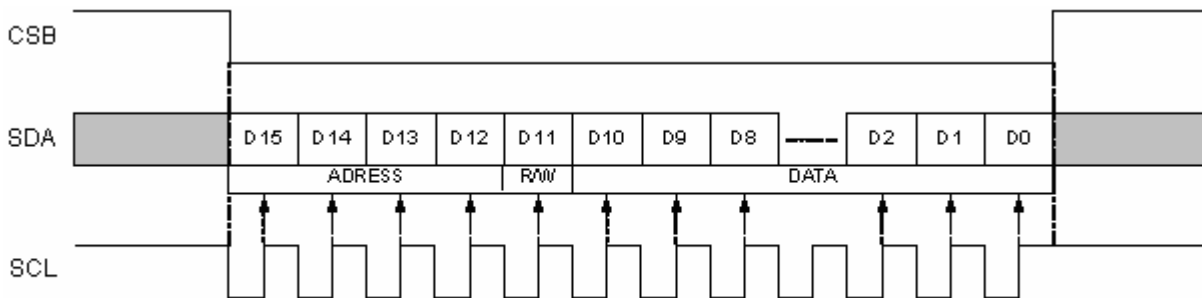 CSB
SDA D15 D14 D13 D12 D11 D10 D9 D8 D2 D1 D0
ADRESS R/W DATA
SCL